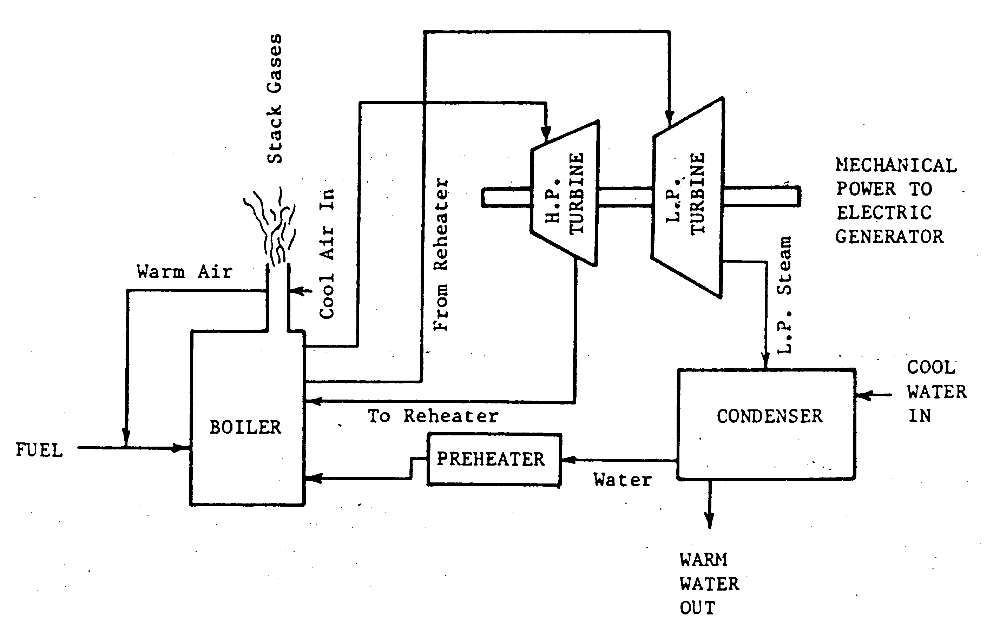 Stack Gases
Cool Air In
Warm Air
From Reheater
H.P.
TURBINE
L.P.
TURBINE
MECHANICAL
POWER TO
ELECTRIC
GENERATOR
L.P. Steam
BOILER
FUEL
To Reheater
PREHEATER
Water
CONDENSER
COOL
WATER
IN
WARM
WATER
OUT